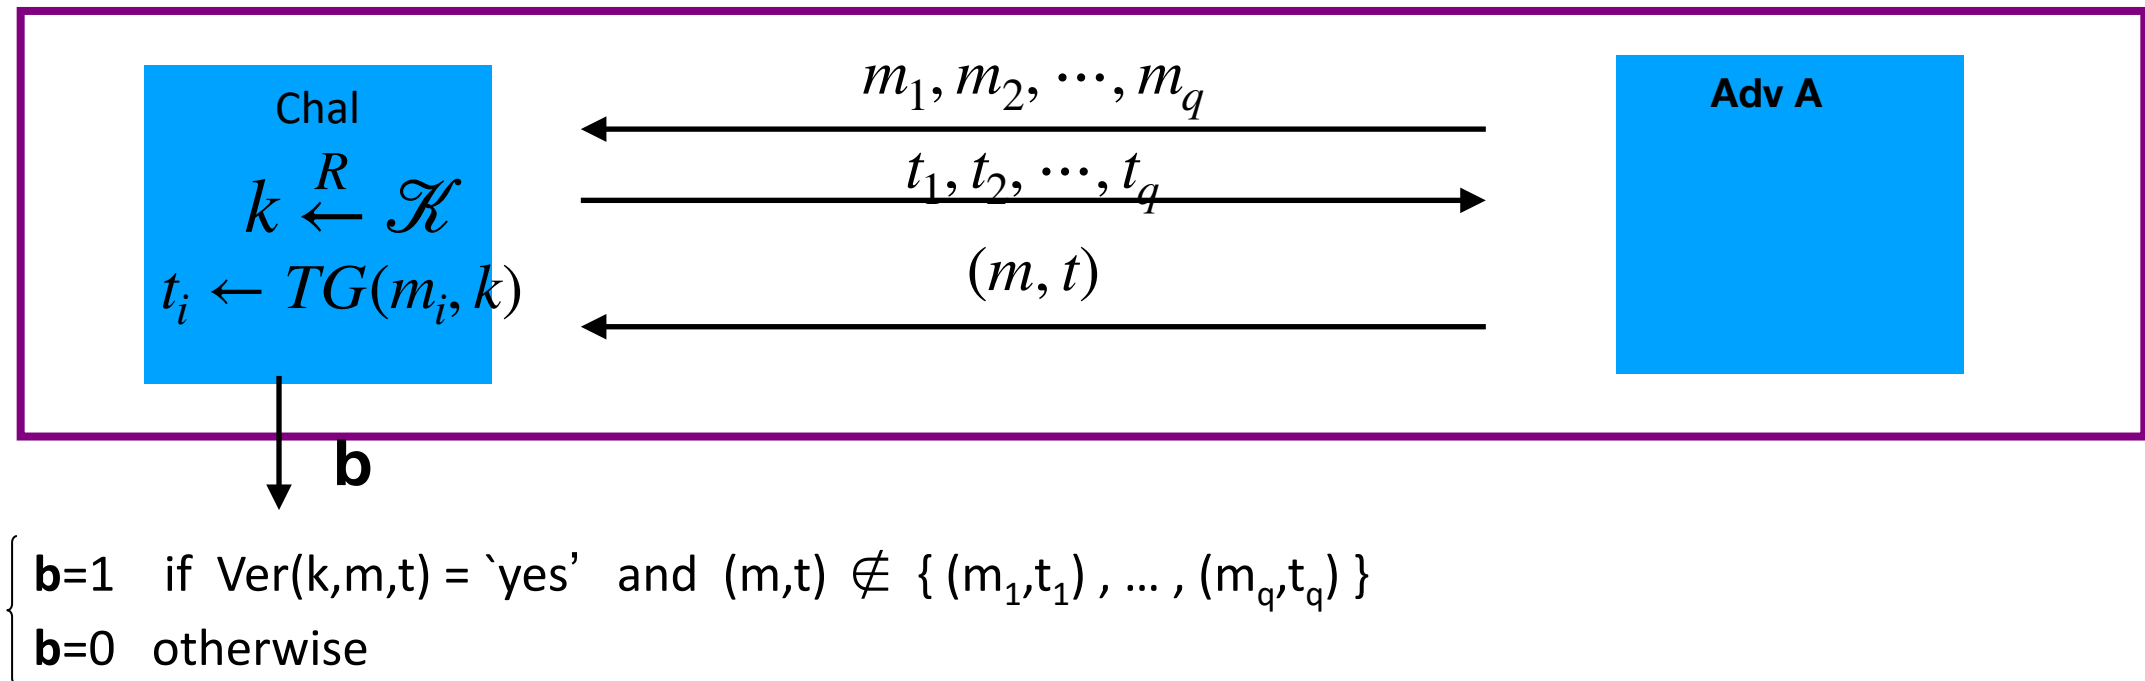 Chal
k ←R 𝒦
tᵢ ← TG(mᵢ, k)
m₁, m₂, ⋯, m_q
t₁, t₂, ⋯, t_q
(m, t)
Adv A
b
b=1 if Ver(k,m,t) = `yes’ and (m,t) ∉ { (m₁,t₁) , … , (m_q,t_q) }
b=0 otherwise